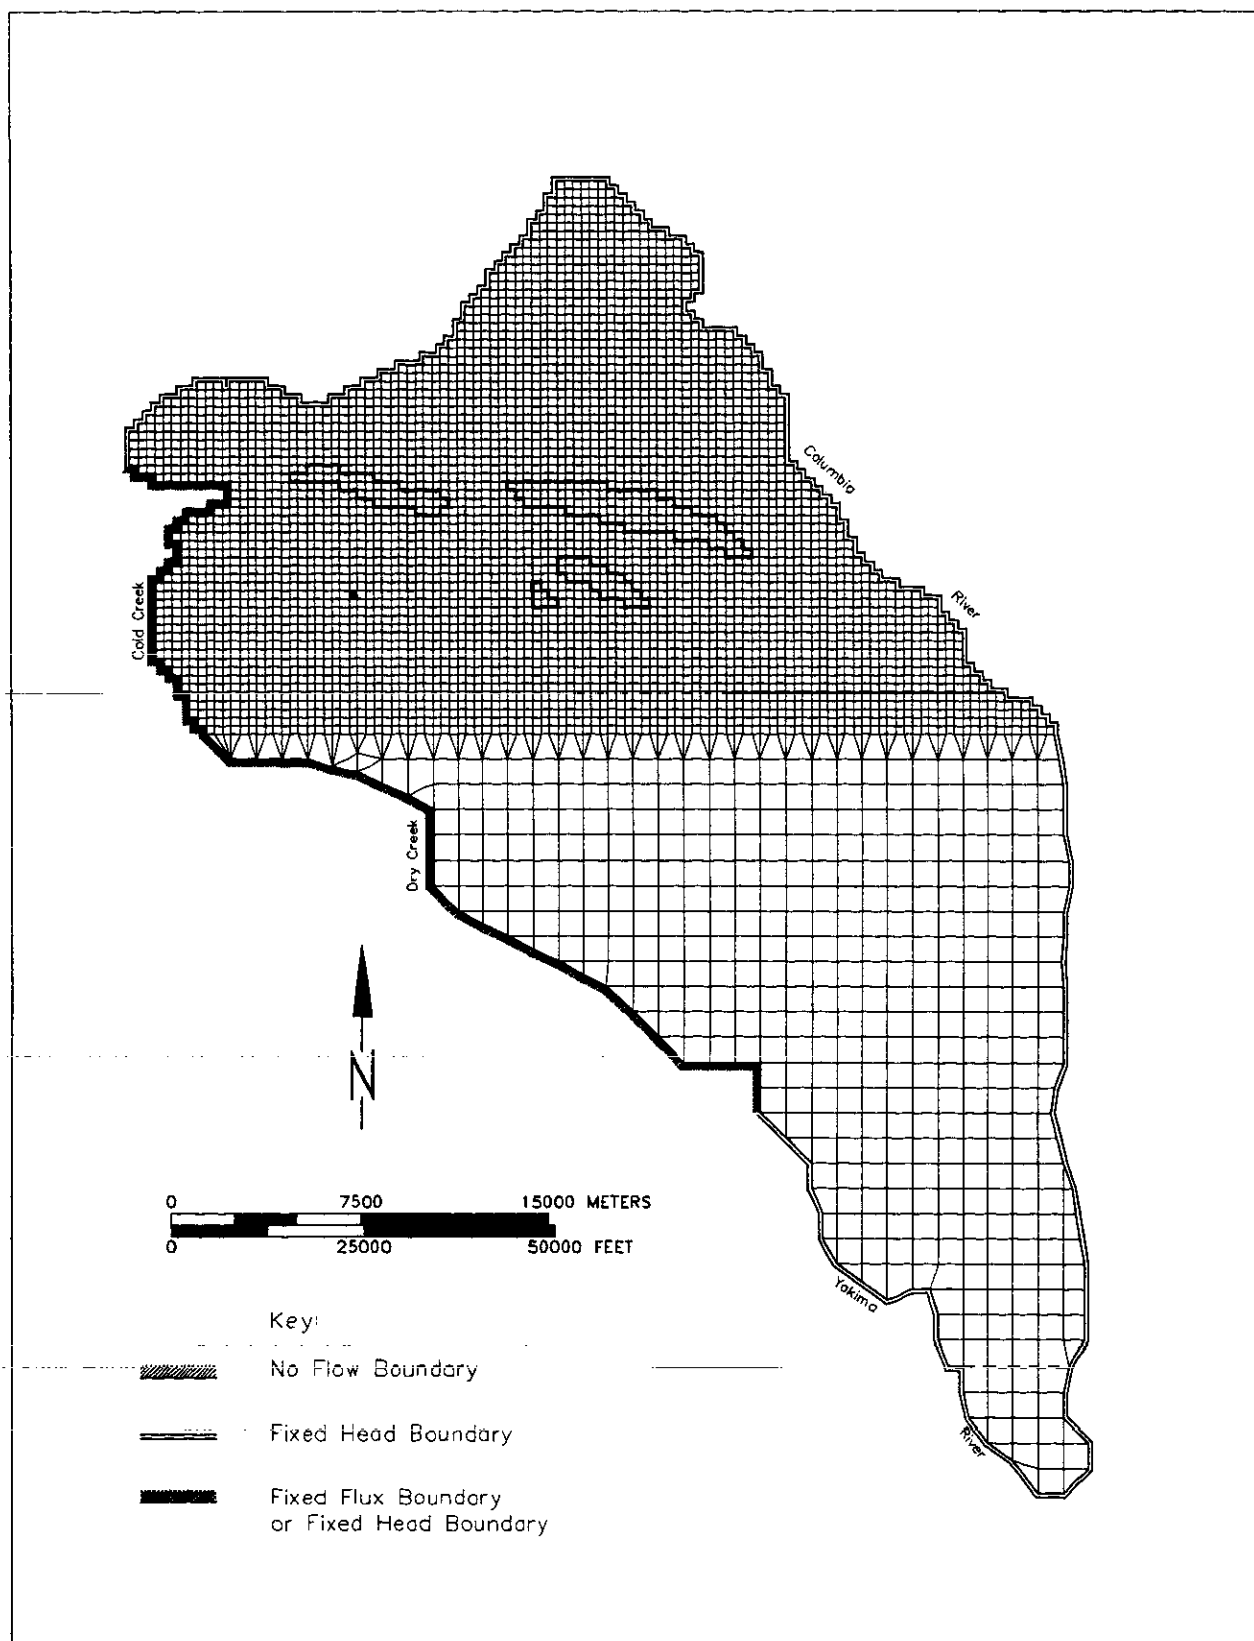 Columbia
River
Cold Creek
Dry Creek
N
0 7500 15000 METERS
0 25000 50000 FEET
Yakima
River
Key:
No Flow Boundary
Fixed Head Boundary
Fixed Flux Boundary
or Fixed Head Boundary